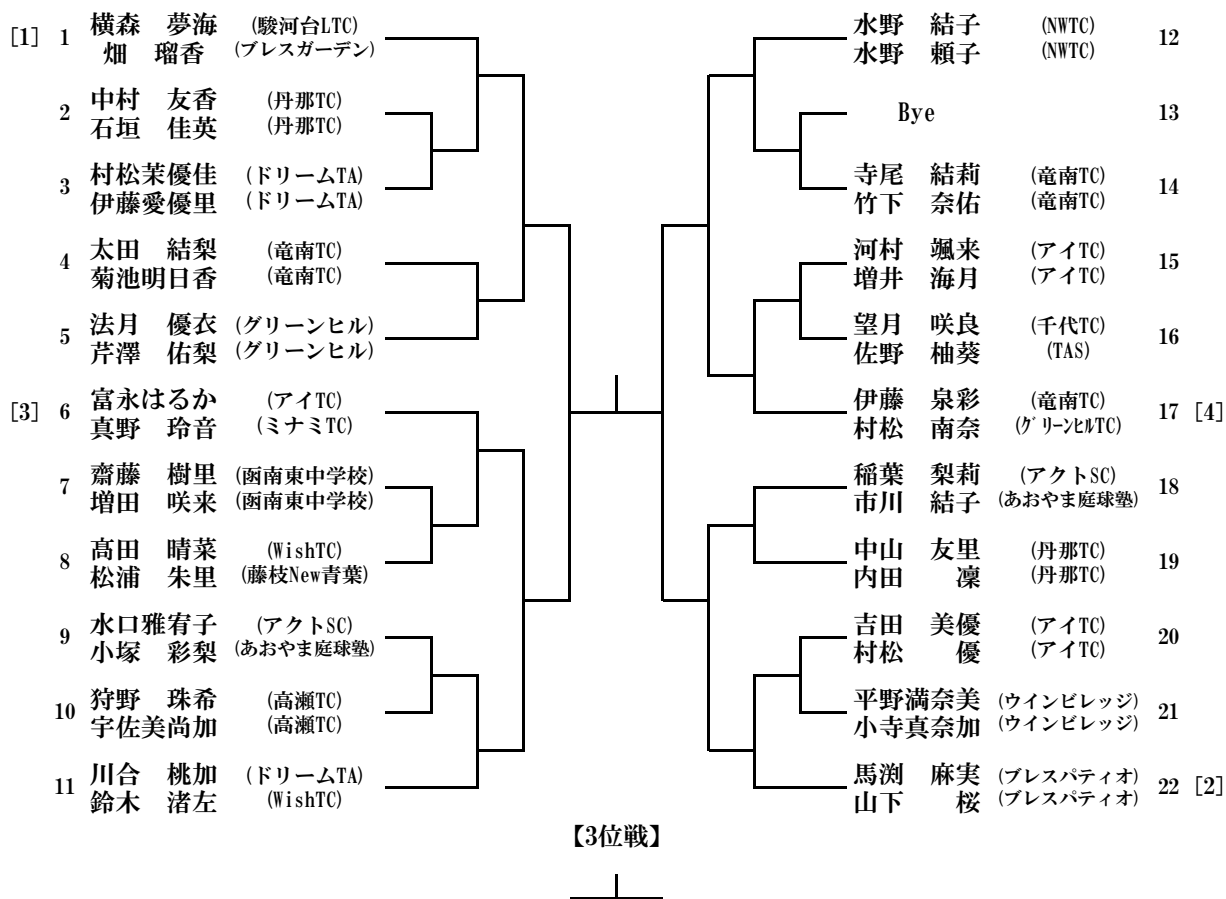 [1] 1 横森 夢海 (駿河台LTC)
畑 瑠香 (ブレスガーデン)
2 中村 友香 (丹那TC)
石垣 佳英 (丹那TC)
3 村松茉優佳 (ドリームTA)
伊藤愛優里 (ドリームTA)
4 太田 結梨 (竜南TC)
菊池明日香 (竜南TC)
5 法月 優衣 (グリーンヒル)
芹澤 佑梨 (グリーンヒル)
[3] 6 富永はるか (アイTC)
真野 玲音 (ミナミTC)
7 齋藤 樹里 (函南東中学校)
増田 咲来 (函南東中学校)
8 髙田 晴菜 (WishTC)
松浦 朱里 (藤枝New青葉)
9 水口雅宥子 (アクトSC)
小塚 彩梨 (あおやま庭球塾)
10 狩野 珠希 (高瀬TC)
宇佐美尚加 (高瀬TC)
11 川合 桃加 (ドリームTA)
鈴木 渚左 (WishTC)
水野 結子 (NWTC) 12
水野 頼子 (NWTC)
Bye 13
寺尾 結莉 (竜南TC) 14
竹下 奈佑 (竜南TC)
河村 颯来 (アイTC) 15
増井 海月 (アイTC)
望月 咲良 (千代TC) 16
佐野 柚葵 (TAS)
伊藤 泉彩 (竜南TC) 17 [4]
村松 南奈 (グリーンヒルTC)
稲葉 梨莉 (アクトSC) 18
市川 結子 (あおやま庭球塾)
中山 友里 (丹那TC) 19
内田 凜 (丹那TC)
吉田 美優 (アイTC) 20
村松 優 (アイTC)
平野満奈美 (ウインビレッジ) 21
小寺真奈加 (ウインビレッジ)
馬渕 麻実 (ブレスパティオ) 22 [2]
山下 桜 (ブレスパティオ)
【3位戦】